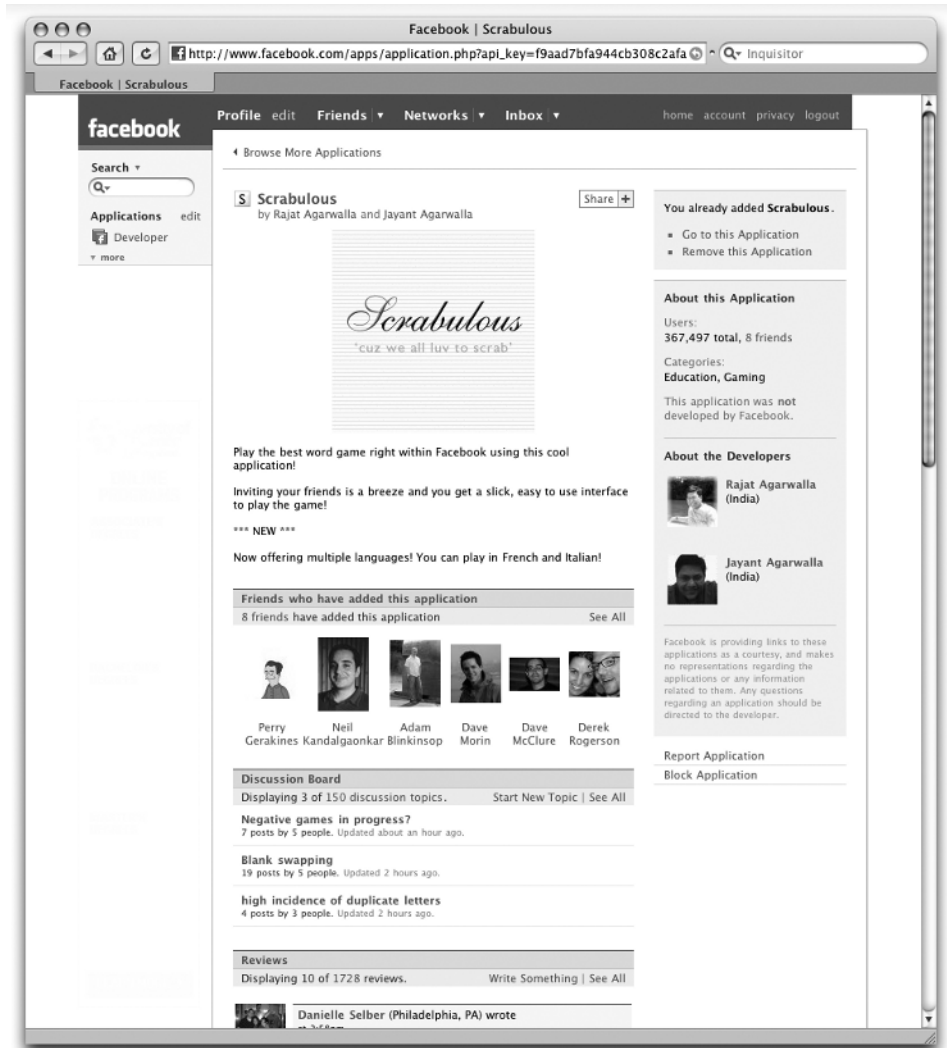 Facebook | Scrabulous
http://www.facebook.com/apps/application.php?api_key=f9aad7bfa944cb308c2afa
Inquisitor
Facebook | Scrabulous
facebook
Profile edit Friends Networks Inbox
home account privacy logout
Search
Applications edit
Developer
more
Browse More Applications
S Scrabulous
Share +
by Rajat Agarwalla and Jayant Agarwalla
Scrabulous
'cuz we all luv to scrab'
Play the best word game right within Facebook using this cool
application!
Inviting your friends is a breeze and you get a slick, easy to use interface
to play the game!
*** NEW ***
Now offering multiple languages! You can play in French and Italian!
Friends who have added this application
8 friends have added this application See All
Perry
Gerakines
Neil
Kandalgaonkar
Adam
Blinkinsop
Dave
Morin
Dave
McClure
Derek
Rogerson
Discussion Board
Displaying 3 of 150 discussion topics. Start New Topic | See All
Negative games in progress?
7 posts by 5 people. Updated about an hour ago.
Blank swapping
19 posts by 5 people. Updated 2 hours ago.
high incidence of duplicate letters
4 posts by 3 people. Updated 2 hours ago.
Reviews
Displaying 10 of 1728 reviews. Write Something | See All
Danielle Selber (Philadelphia, PA) wrote
You already added Scrabulous.
Go to this Application
Remove this Application
About this Application
Users:
367,497 total, 8 friends
Categories:
Education, Gaming
This application was not
developed by Facebook.
About the Developers
Rajat Agarwalla
(India)
Jayant Agarwalla
(India)
Facebook is providing links to these
applications as a courtesy, and makes
no representations regarding the
applications or any information
related to them. Any questions
regarding an application should be
directed to the developer.
Report Application
Block Application